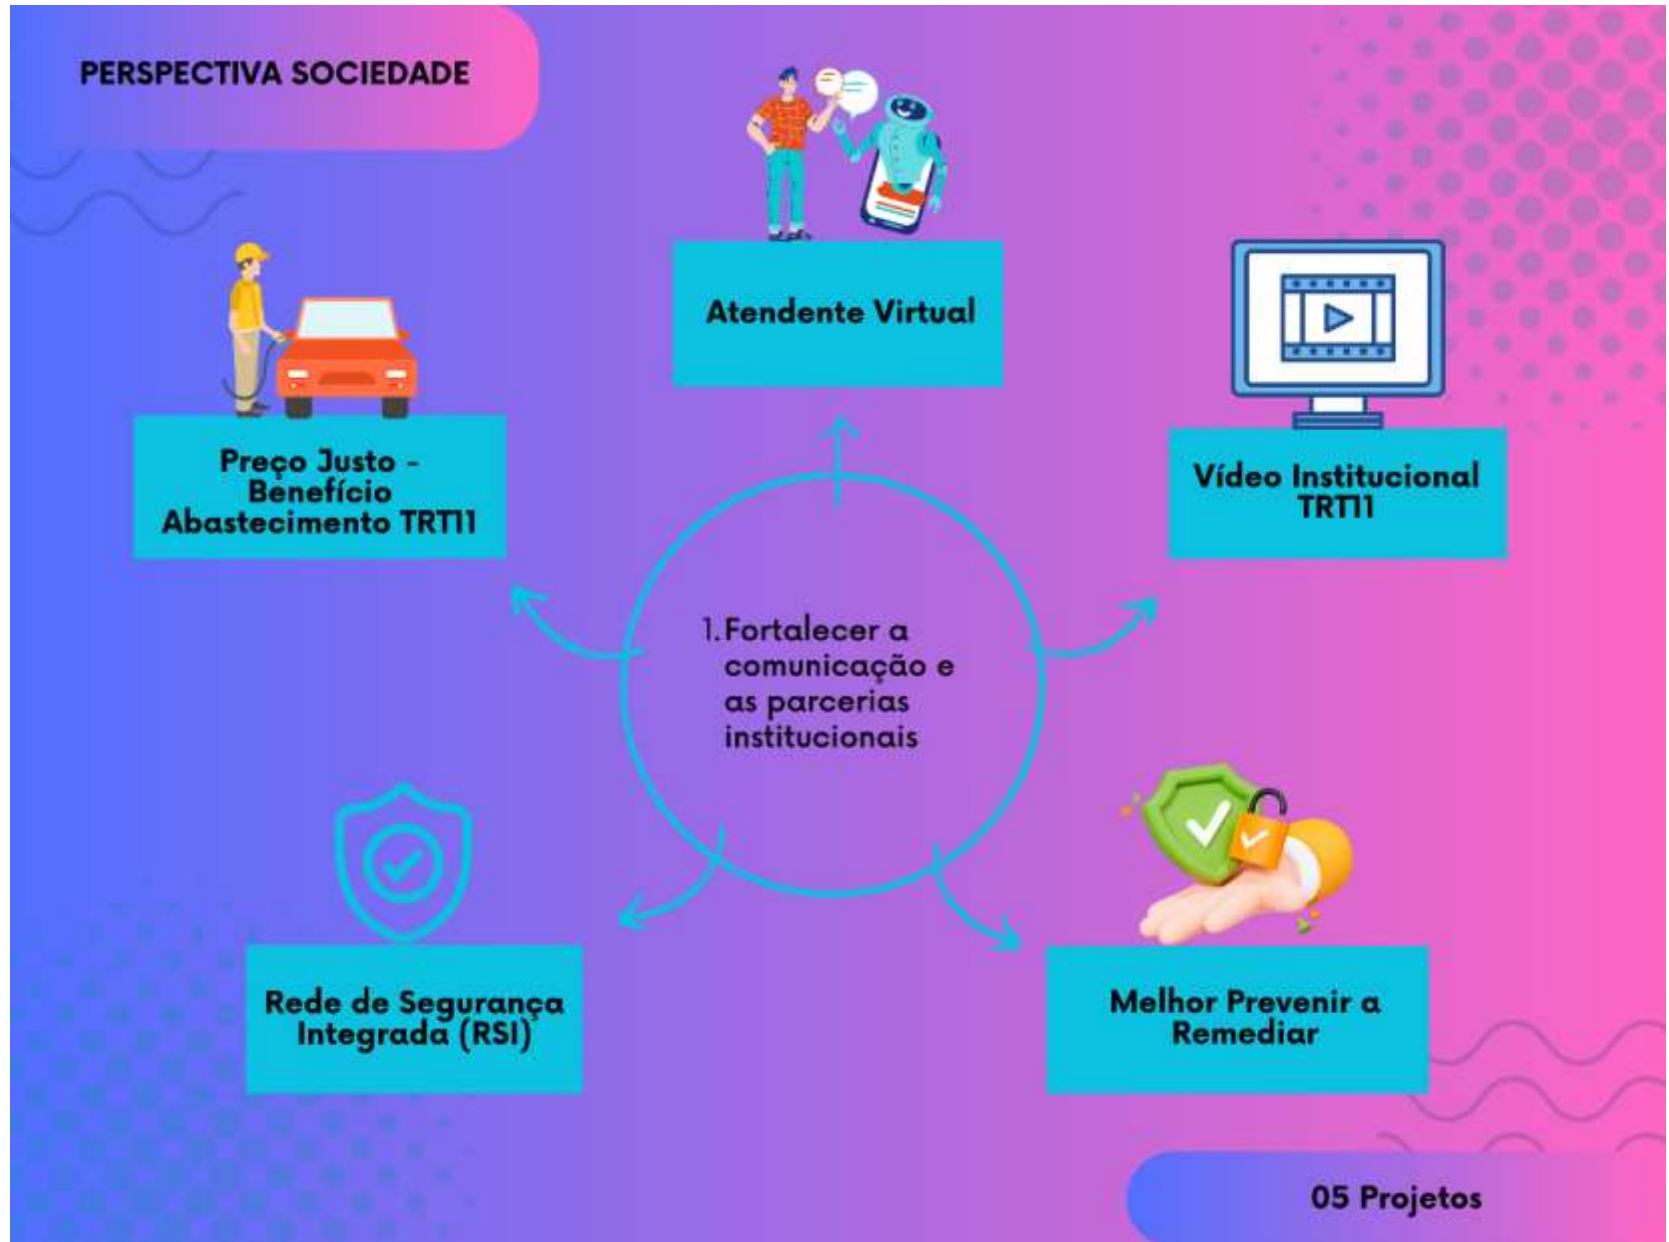 PERSPECTIVA SOCIEDADE
Atendente Virtual
Preço Justo -
Benefício
Abastecimento TRT11
Vídeo Institucional
TRT11
1. Fortalecer a
comunicação e
as parcerias
institucionais
Rede de Segurança
Integrada (RSI)
Melhor Prevenir a
Remediar
05 Projetos